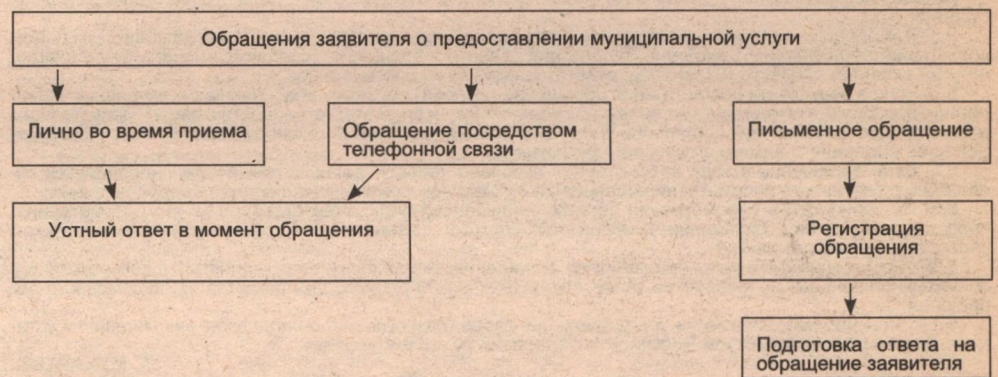 Обращения заявителя о предоставлении муниципальной услуги
Лично во время приема
Обращение посредством
телефонной связи
Письменное обращение
Устный ответ в момент обращения
Регистрация
обращения
Подготовка ответа на
обращение заявителя